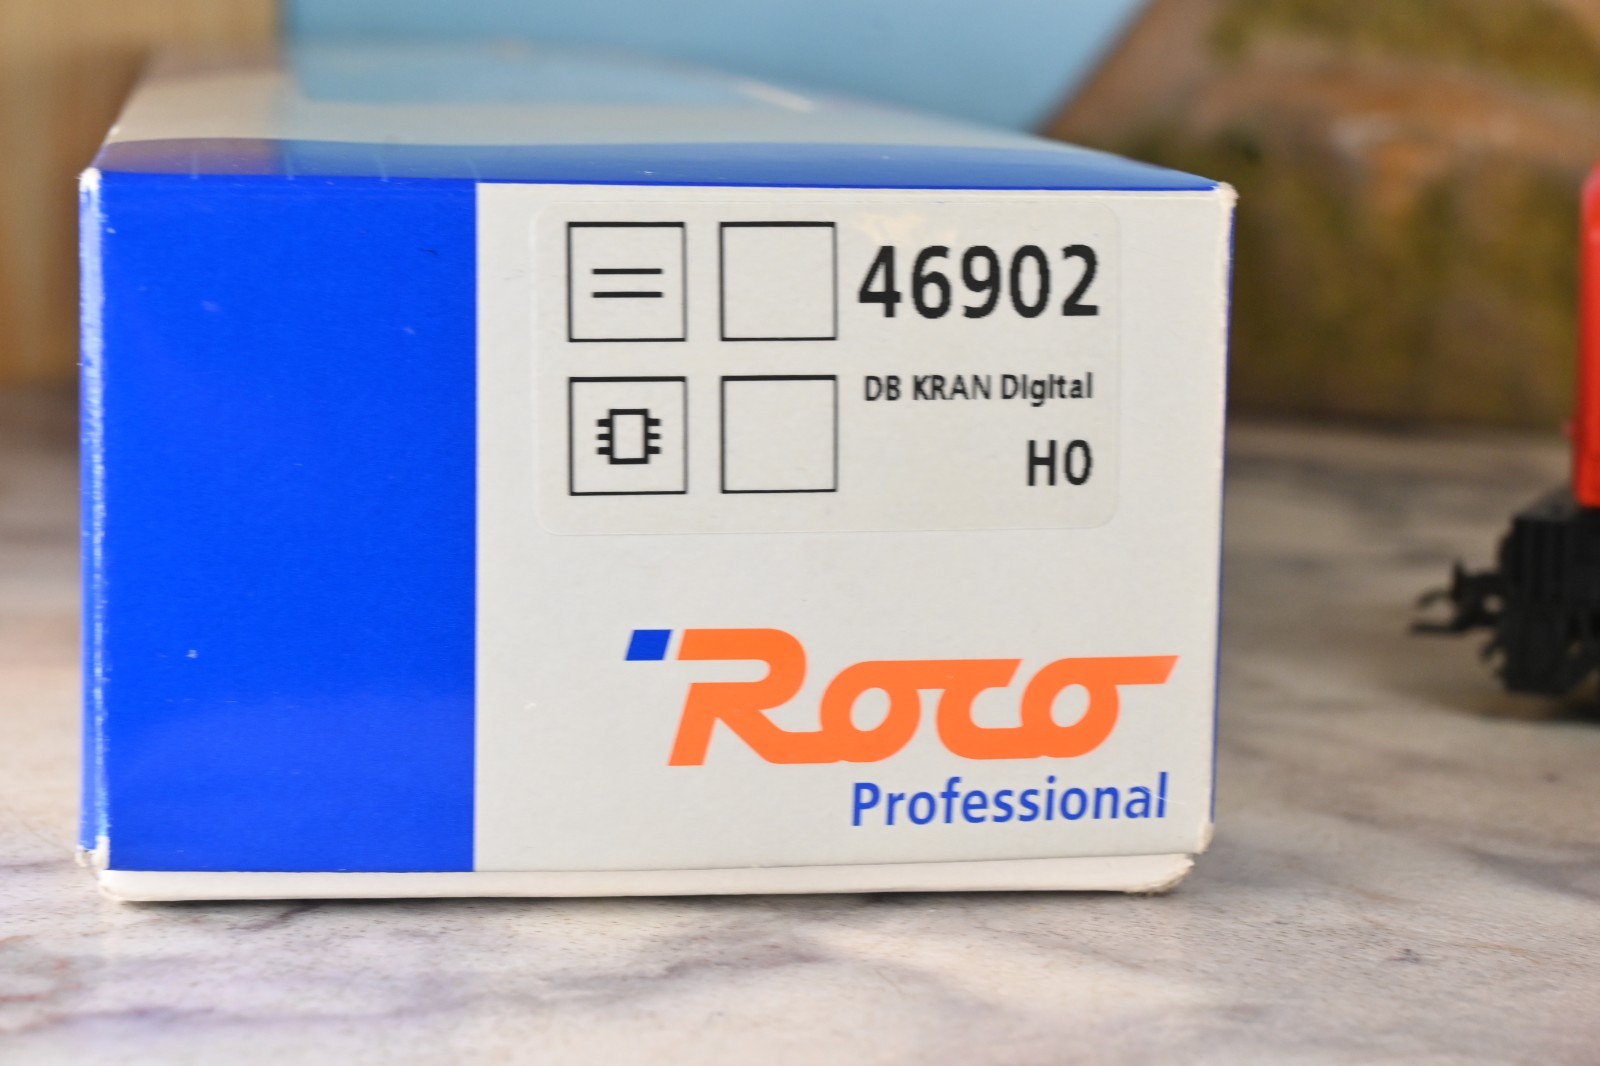 46902
DB KRAN Digital
H0
Roco
Professional